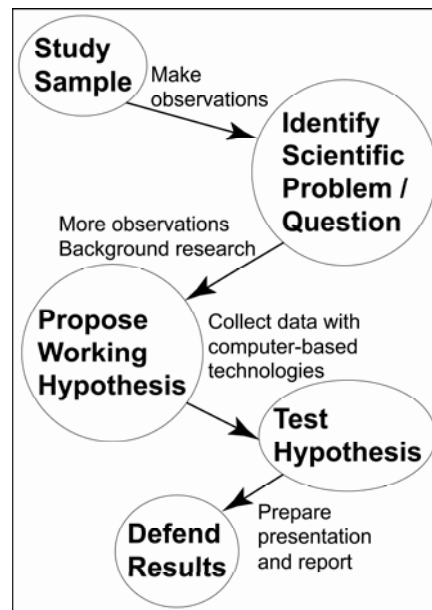 Study
Sample
Make
observations
Identify
Scientific
Problem /
Question
More observations
Background research
Propose
Working
Hypothesis
Collect data with
computer-based
technologies
Test
Hypothesis
Prepare
presentation
and report
Defend
Results